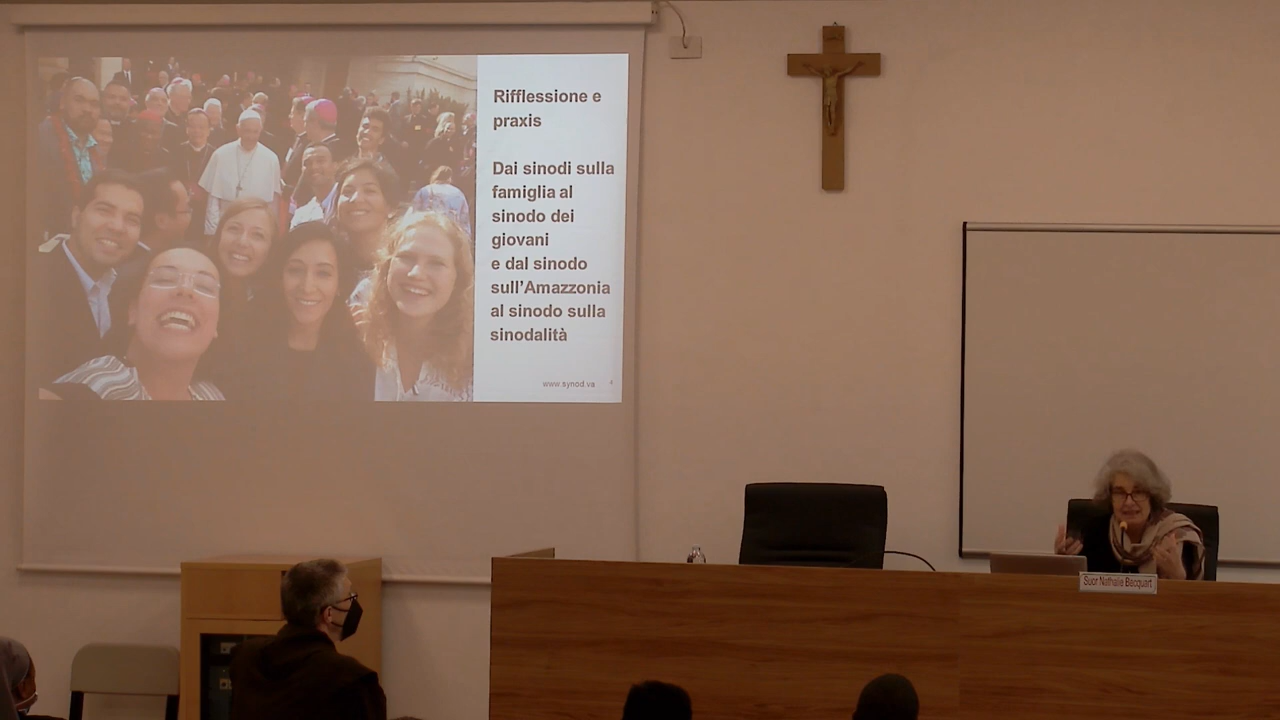 Rifflessione e
praxis
Dai sinodi sulla
famiglia al
sinodo dei
giovani
e dal sinodo
sull'Amazzonia
al sinodo sulla
sinodalità
www.synod.va
Suor Nathalie Becquart